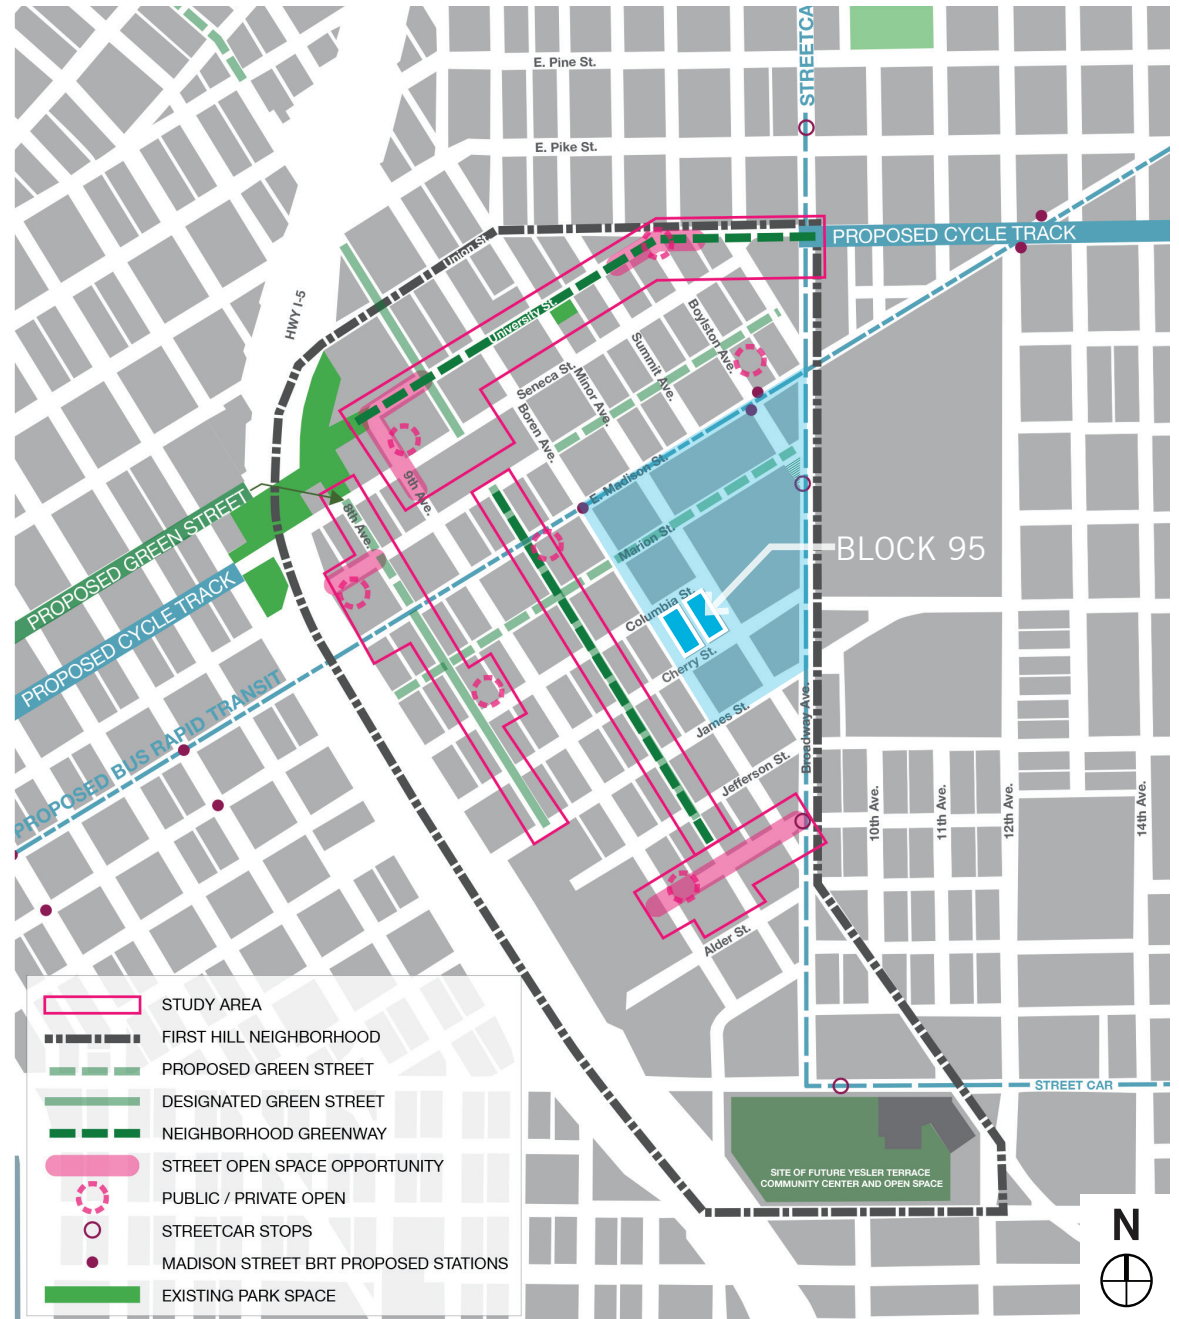 STREETCA
E. Pine St.
E. Pike St.
PROPOSED CYCLE TRACK
Union St.
HWY I-5
University St.
Boylston Ave.
Summit Ave.
Seneca St.
Minor Ave.
Boren Ave.
E. Madison St.
9th Ave.
8th Ave.
PROPOSED GREEN STREET
Marion St.
BLOCK 95
PROPOSED CYCLE TRACK
Columbia St.
Cherry St.
PROPOSED BUS RAPID TRANSIT
James St.
Broadway Ave.
Jefferson St.
10th Ave.
11th Ave.
12th Ave.
14th Ave.
Alder St.
STREET CAR
SITE OF FUTURE YESLER TERRACE
COMMUNITY CENTER AND OPEN SPACE
STUDY AREA
FIRST HILL NEIGHBORHOOD
PROPOSED GREEN STREET
DESIGNATED GREEN STREET
NEIGHBORHOOD GREENWAY
STREET OPEN SPACE OPPORTUNITY
PUBLIC / PRIVATE OPEN
STREETCAR STOPS
MADISON STREET BRT PROPOSED STATIONS
EXISTING PARK SPACE
N